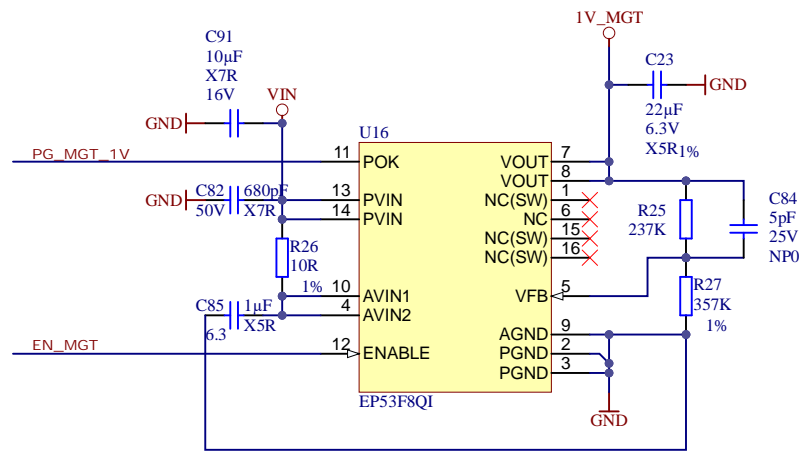 1V_MGT
C91
10µF
X7R
16V
VIN
GND
C23
GND
22µF
6.3V
X5R
1%
U16
PG_MGT_1V
11
POK
VOUT
7
VOUT
8
GND
C82
680pF
50V
X7R
13
PVIN
14
PVIN
NC(SW)
1
NC
6
NC(SW)
15
NC(SW)
16
R25
237K
C84
5pF
25V
NP0
R26
10R
1%
10
AVIN1
4
AVIN2
VFB
5
R27
357K
1%
C85
1µF
6.3
X5R
AGND
9
PGND
2
PGND
3
EN_MGT
12
ENABLE
EP53F8QI
GND